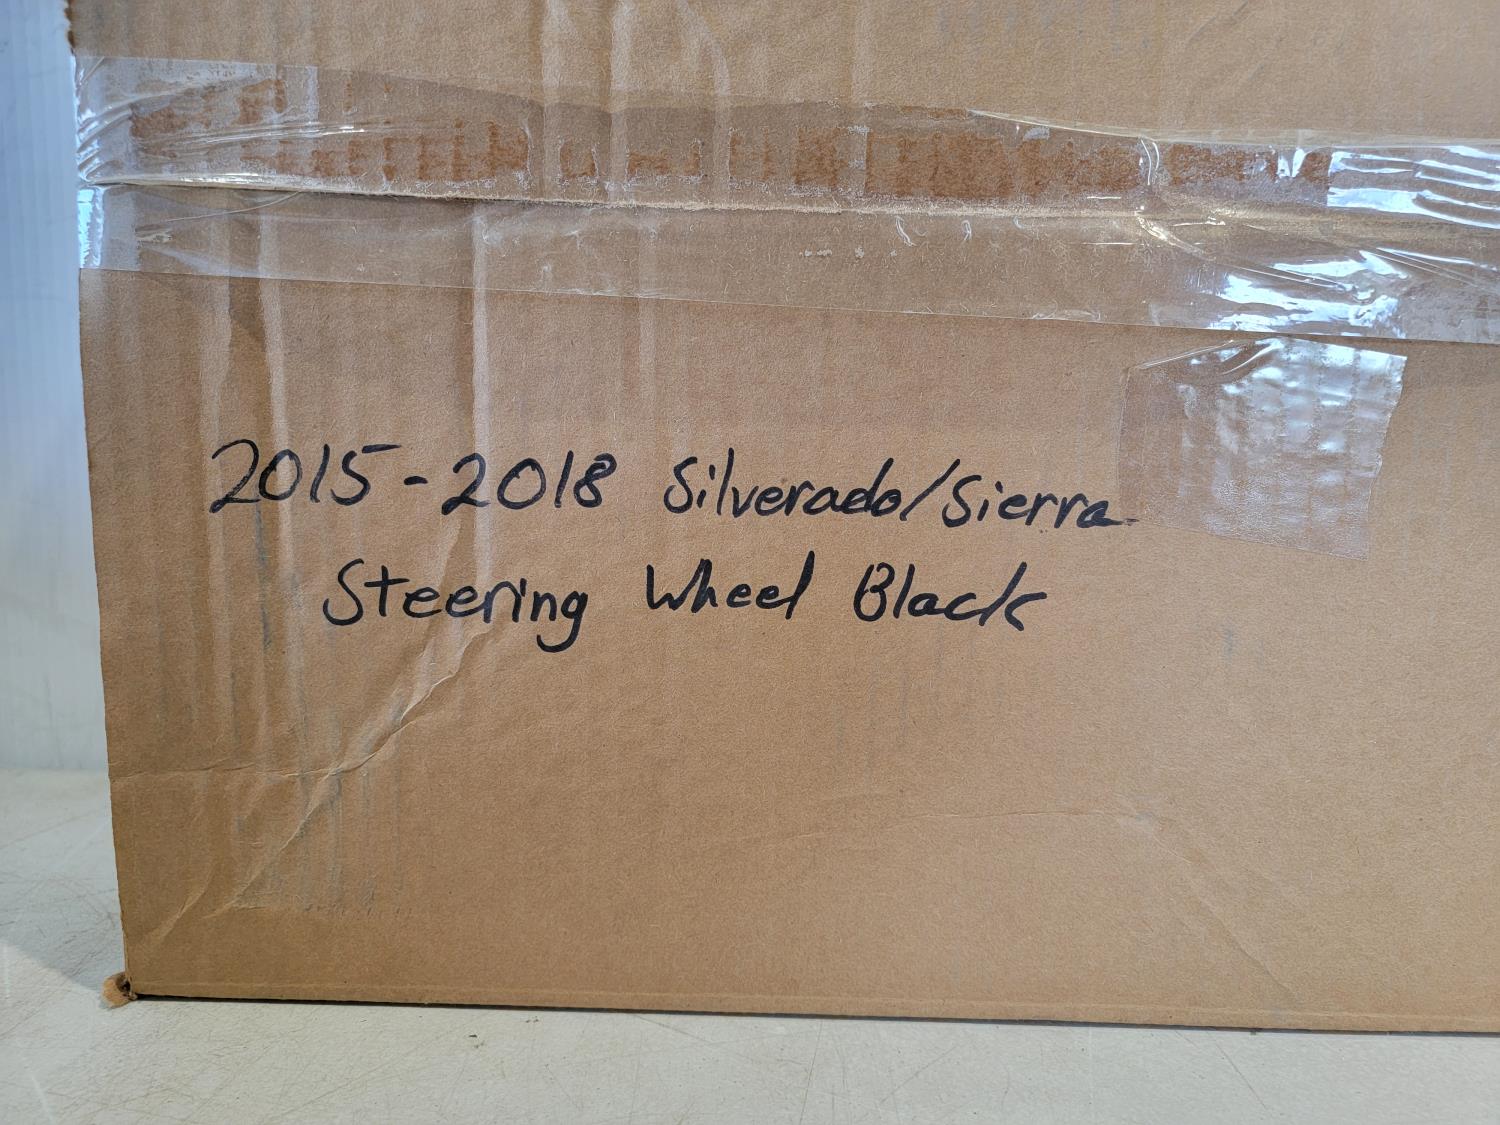 2015-2018 Silverado/Sierra
Steering Wheel Black